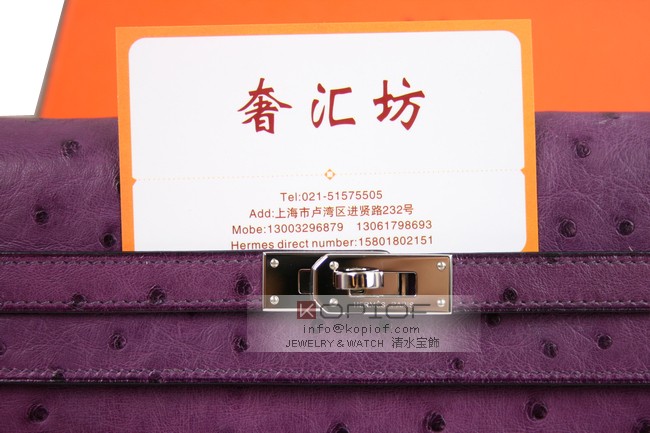 奢汇坊
Tel:021-51575505
Add:上海市卢湾区进贤路232号
Mobe:13003296879 13061798693
Hermes direct number:15801802151
KOPIOF
info@kopiof.com
JEWELRY & WATCH 清水宝飾